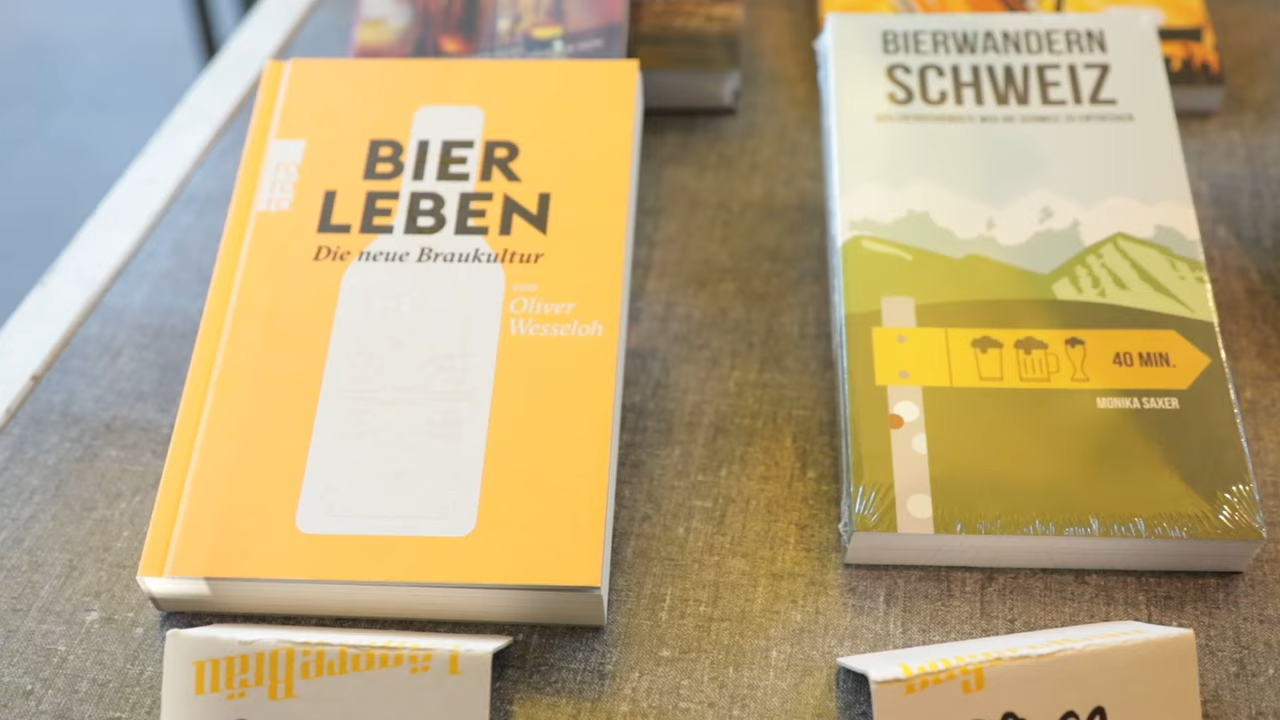 BIER
LEBEN
Die neue Braukultur
von
Oliver
Wesseloh
BIERWANDERN
SCHWEIZ
40 MIN.
MONIKA SAXER